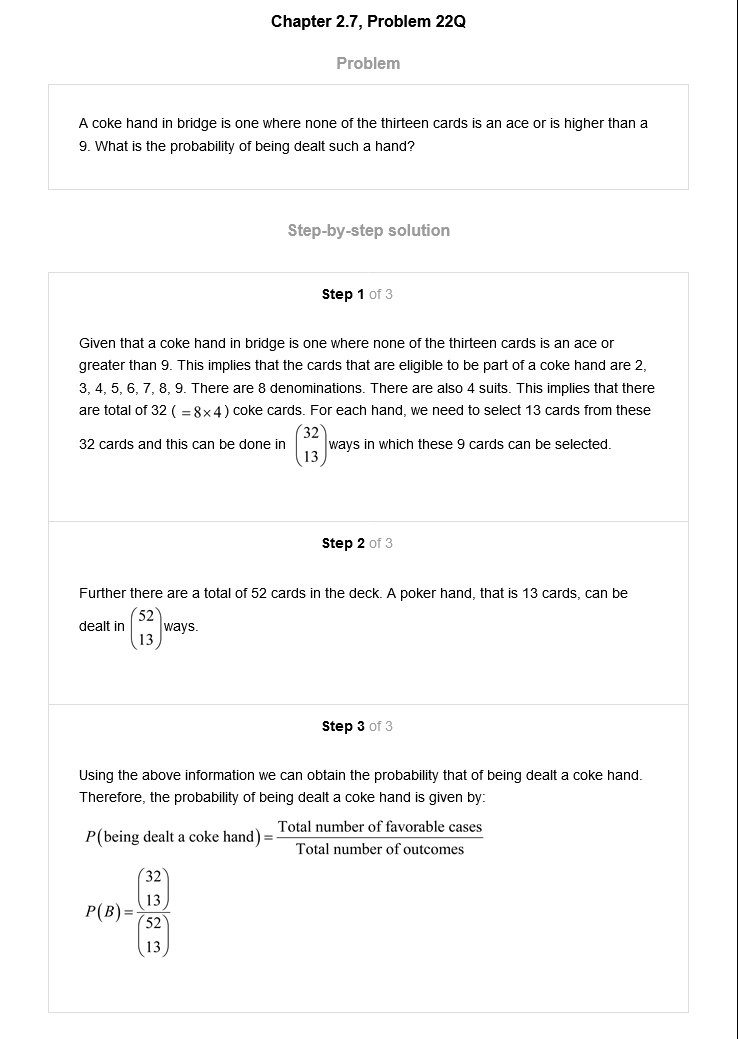 Chapter 2.7, Problem 22Q
Problem
A coke hand in bridge is one where none of the thirteen cards is an ace or is higher than a
9. What is the probability of being dealt such a hand?
Step-by-step solution
Step 1 of 3
Given that a coke hand in bridge is one where none of the thirteen cards is an ace or
greater than 9. This implies that the cards that are eligible to be part of a coke hand are 2,
3, 4, 5, 6, 7, 8, 9. There are 8 denominations. There are also 4 suits. This implies that there
are total of 32 ( =8×4 ) coke cards. For each hand, we need to select 13 cards from these
32 cards and this can be done in (32
13) ways in which these 9 cards can be selected.
Step 2 of 3
Further there are a total of 52 cards in the deck. A poker hand, that is 13 cards, can be
dealt in (52
13) ways.
Step 3 of 3
Using the above information we can obtain the probability that of being dealt a coke hand.
Therefore, the probability of being dealt a coke hand is given by:
P(being dealt a coke hand) = Total number of favorable cases
Total number of outcomes
P(B) = (32
13)
(52
13)